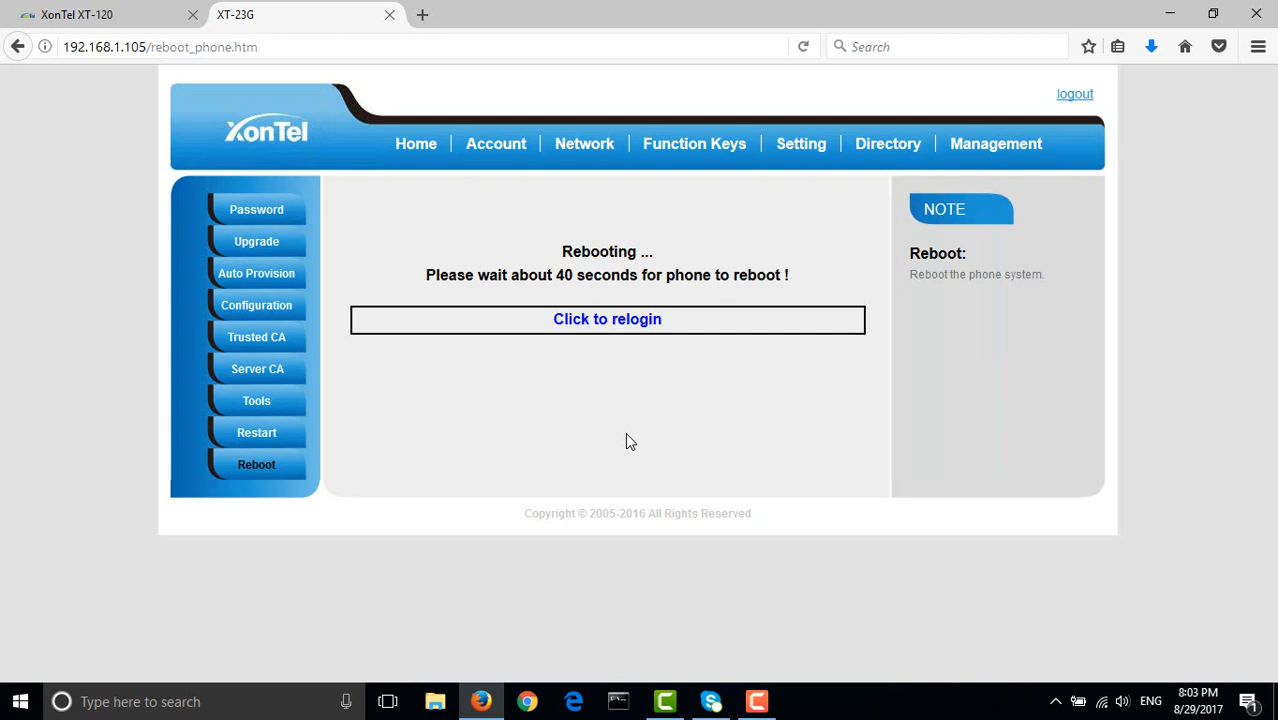 XonTel XT-120
XT-23G
192.168.1.105/reboot_phone.htm
Search
logout
XonTel
Home
Account
Network
Function Keys
Setting
Directory
Management
Password
Upgrade
Auto Provision
Configuration
Trusted CA
Server CA
Tools
Restart
Reboot
Rebooting ...
Please wait about 40 seconds for phone to reboot !
Click to relogin
NOTE
Reboot:
Reboot the phone system.
Copyright © 2005-2016 All Rights Reserved
Type here to search
ENG
8:03 PM
8/29/2017
1